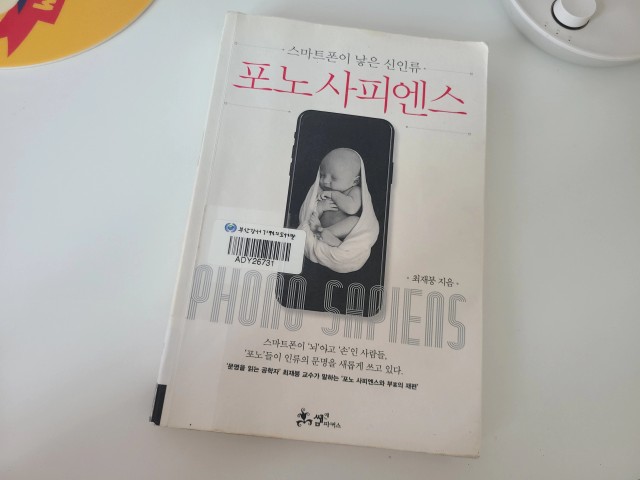 · 스마트폰이 낳은 신인류 ·
포노 사피엔스
ADY26731
· 최재붕 지음 ·
PHONO SAPIENS
스마트폰이 '뇌'이고 '손'인 사람들,
'포노'들이 인류의 문명을 새롭게 쓰고 있다.
'문명을 읽는 공학자' 최재붕 교수가 말하는 '포노 사피엔스와 부富의 재편'
쌤앤파커스